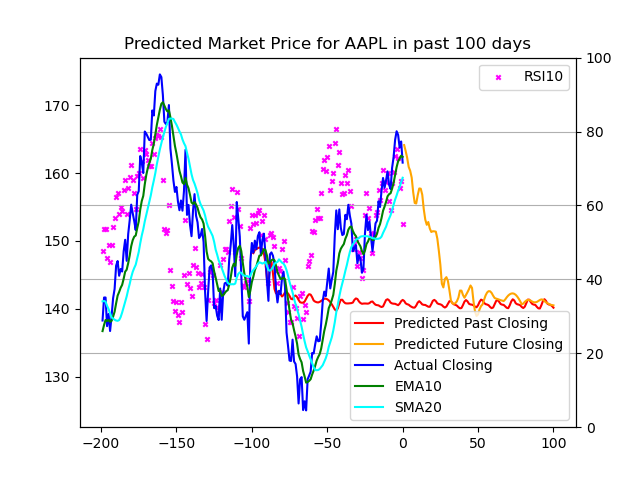 Predicted Market Price for AAPL in past 100 days
RSI10
170
160
150
140
130
100
80
60
40
20
0
Predicted Past Closing
Predicted Future Closing
Actual Closing
EMA10
SMA20
−200
−150
−100
−50
0
50
100